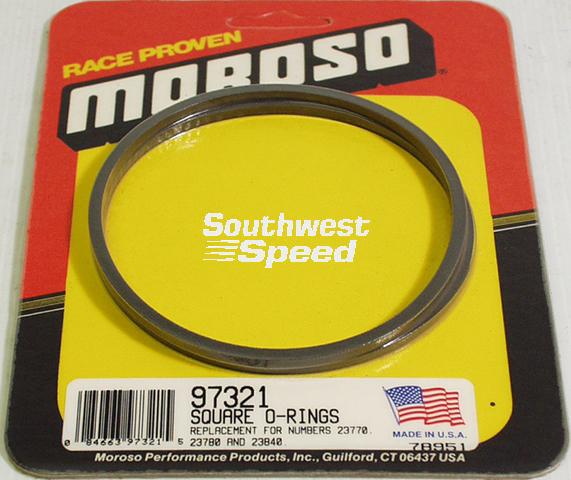 RACE PROVEN
MOROSO®
Southwest
Speed
97321
SQUARE O-RINGS
REPLACEMENT FOR NUMBERS 23770.
23780 AND 23840.
0 84663 97321 5
MADE IN U.S.A.
78951
Moroso Performance Products, Inc., Guilford, CT 06437 USA